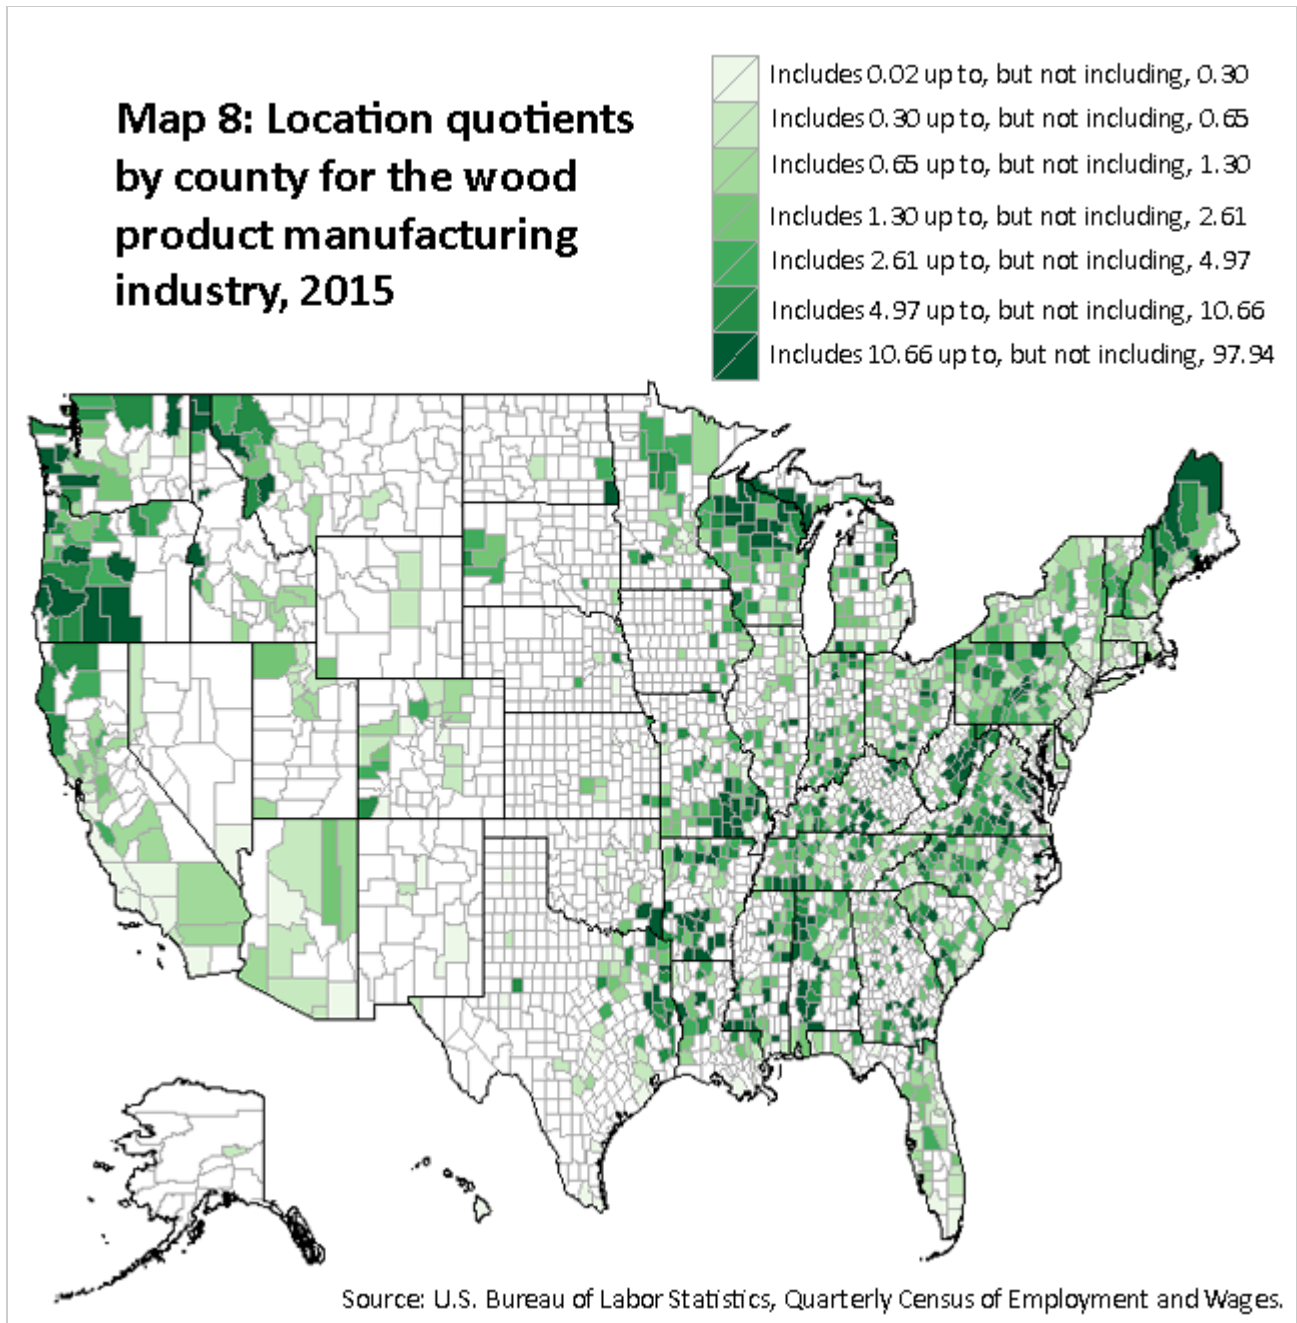 Map 8: Location quotients
by county for the wood
product manufacturing
industry, 2015
Includes 0.02 up to, but not including, 0.30
Includes 0.30 up to, but not including, 0.65
Includes 0.65 up to, but not including, 1.30
Includes 1.30 up to, but not including, 2.61
Includes 2.61 up to, but not including, 4.97
Includes 4.97 up to, but not including, 10.66
Includes 10.66 up to, but not including, 97.94
Source: U.S. Bureau of Labor Statistics, Quarterly Census of Employment and Wages.